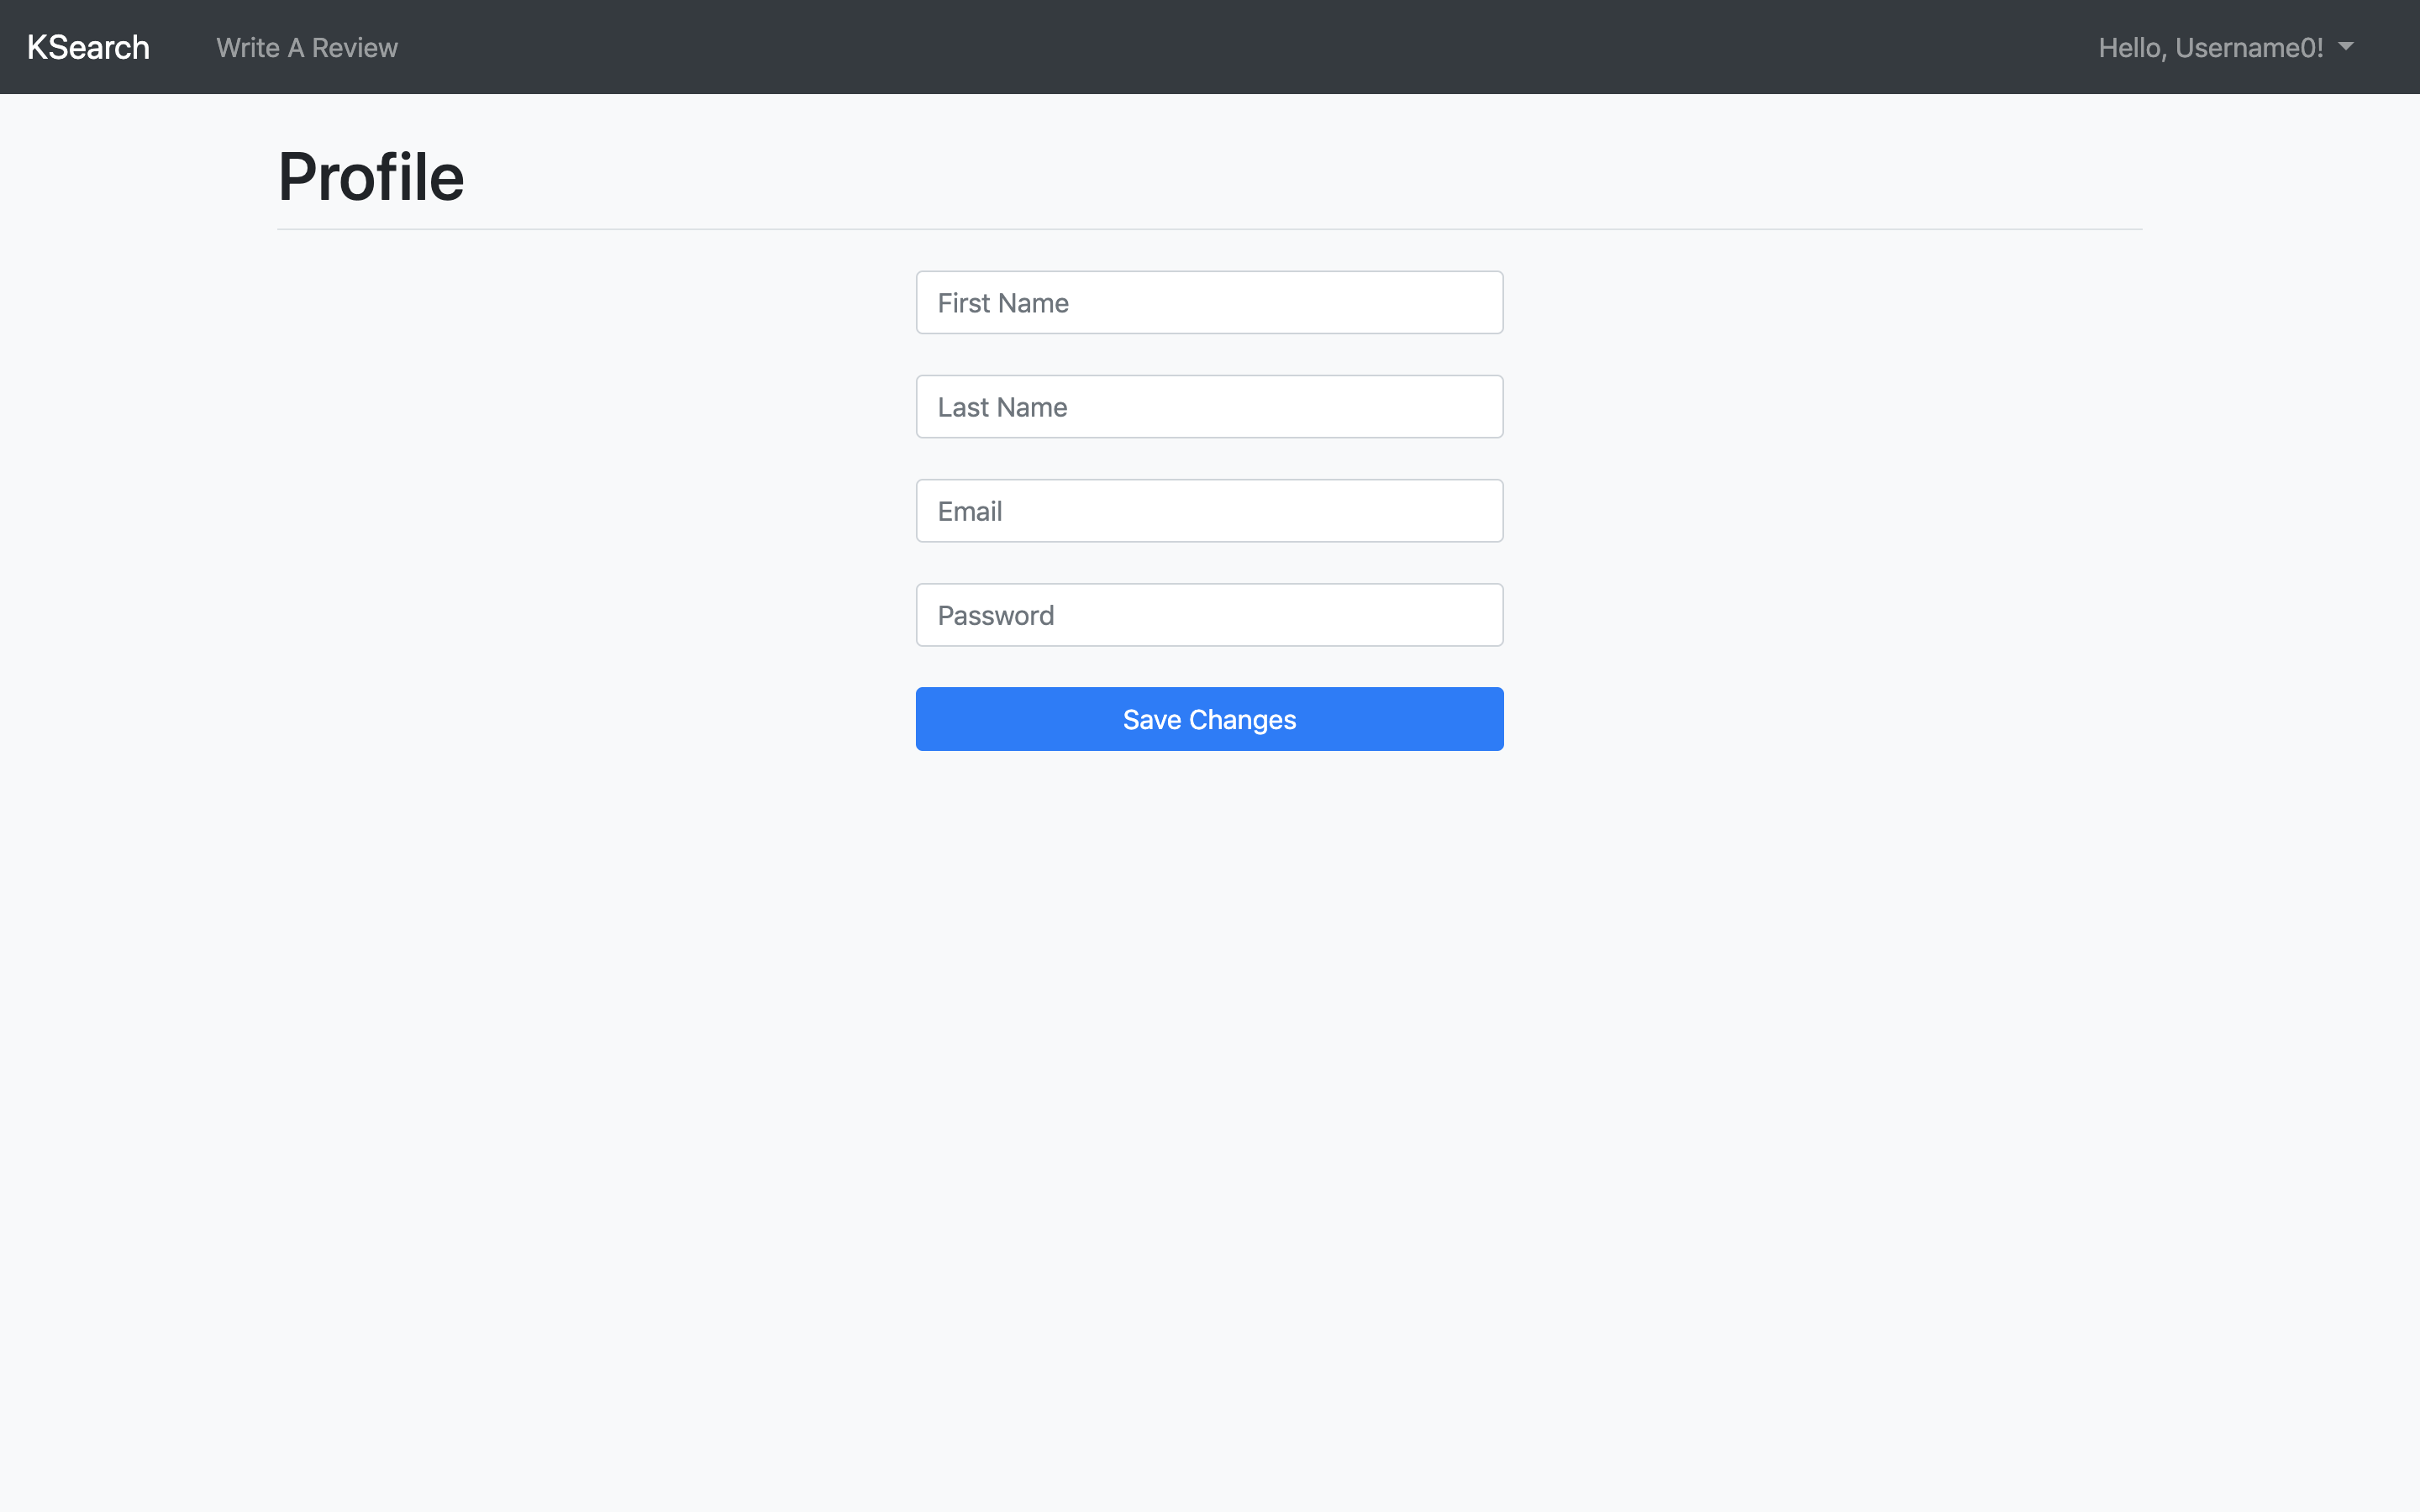 KSearch Write A Review Hello, Username0!
Profile
First Name
Last Name
Email
Password
Save Changes